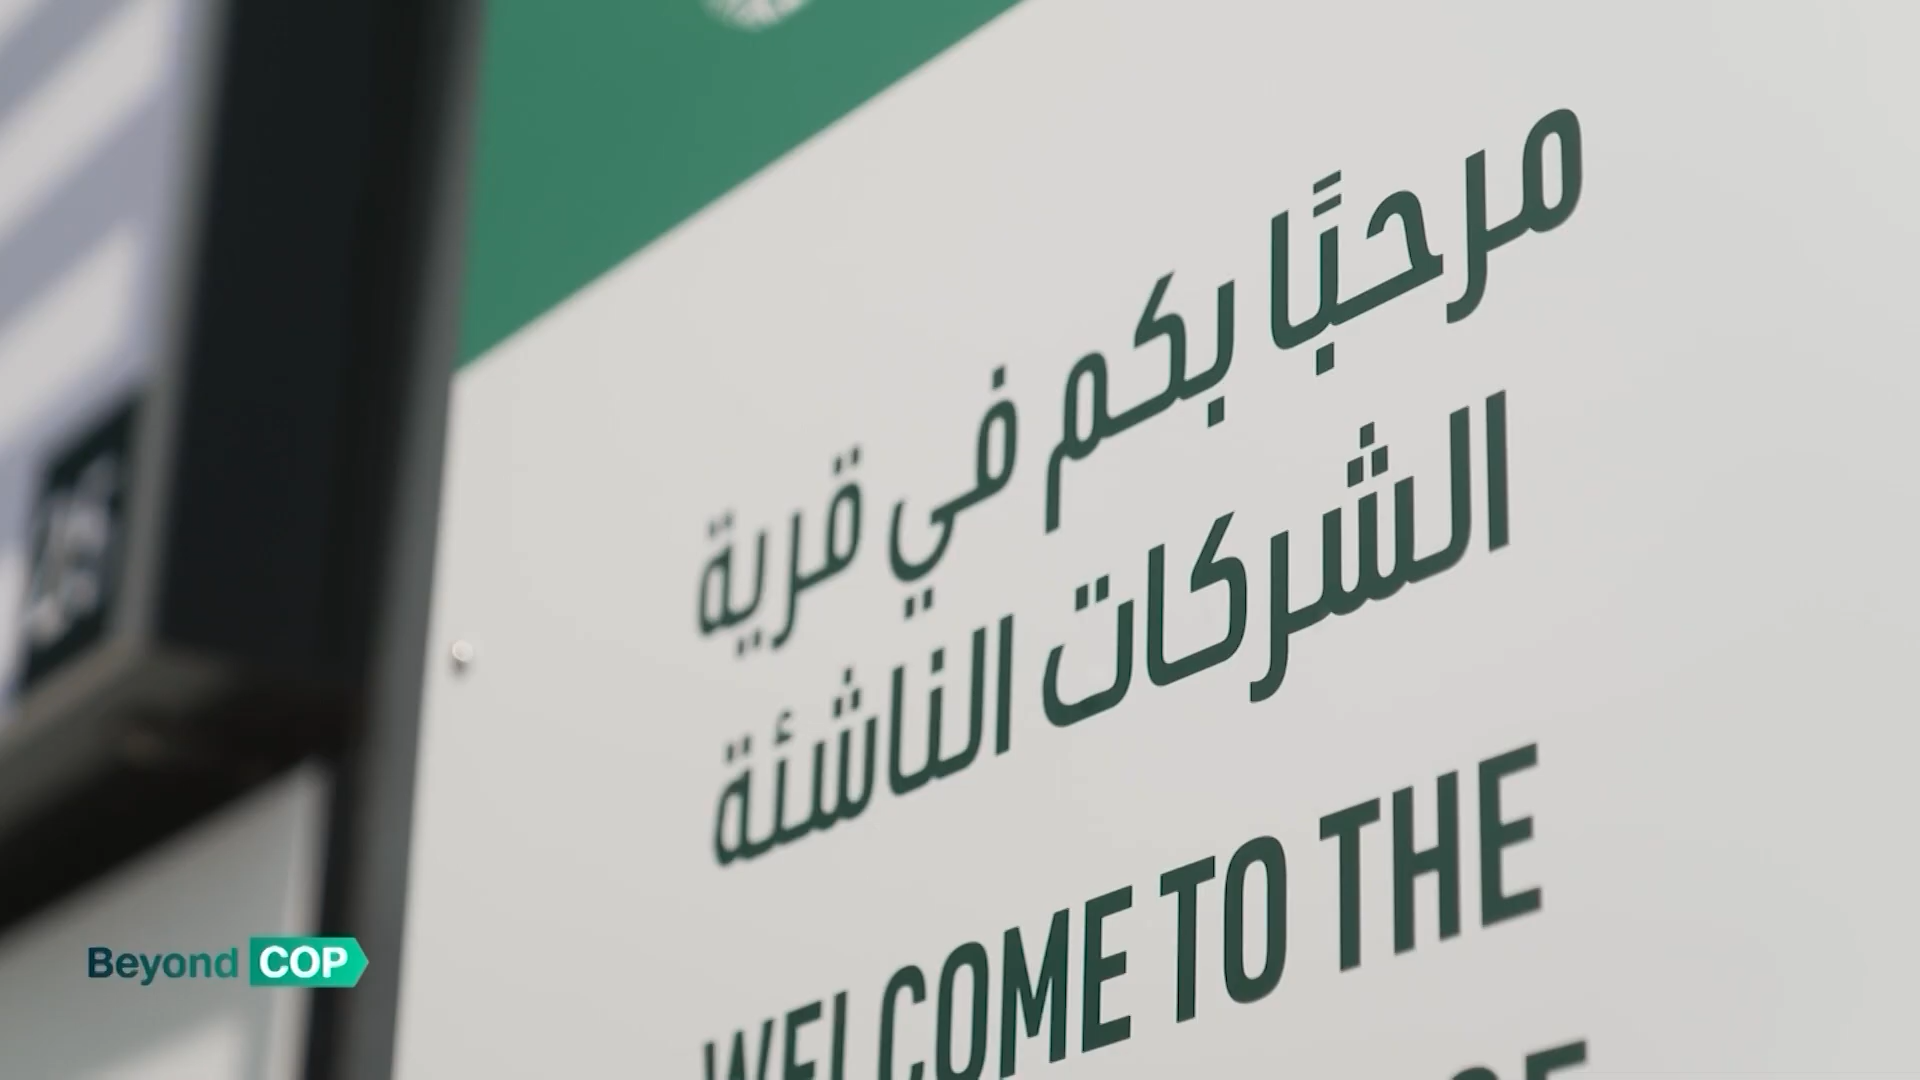 مرحبًا بكم في قرية
الشركات الناشئة
WELCOME TO THE
Beyond COP